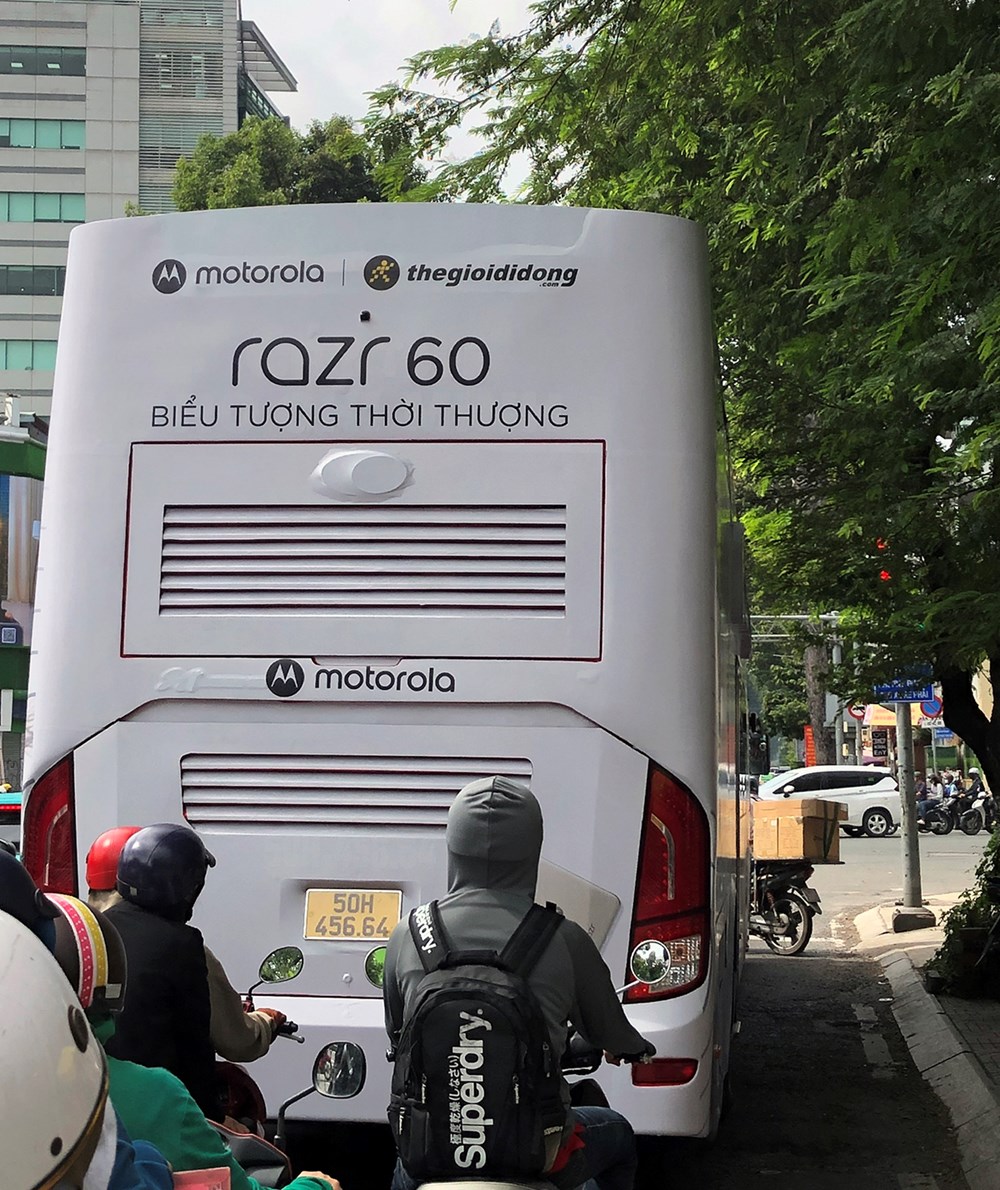 motorola | thegioididong
.com
razr 60
BIỂU TƯỢNG THỜI THƯỢNG
motorola
50H
456.64
Superdry.
極度乾燥(しなさい)
Superdry.